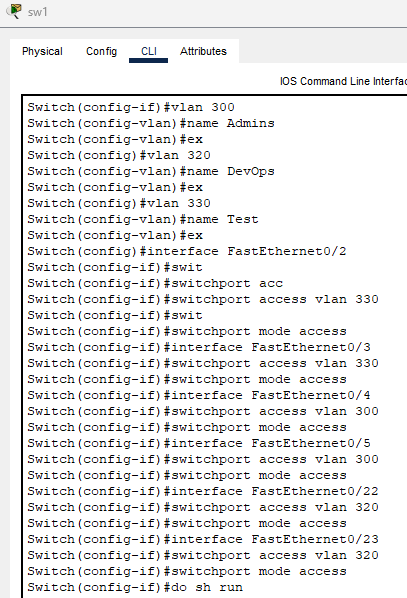 sw1
Physical Config CLI Attributes
IOS Command Line Interfac
Switch(config-if)#vlan 300
Switch(config-vlan)#name Admins
Switch(config-vlan)#ex
Switch(config)#vlan 320
Switch(config-vlan)#name DevOps
Switch(config-vlan)#ex
Switch(config)#vlan 330
Switch(config-vlan)#name Test
Switch(config-vlan)#ex
Switch(config)#interface FastEthernet0/2
Switch(config-if)#swit
Switch(config-if)#switchport acc
Switch(config-if)#switchport access vlan 330
Switch(config-if)#swit
Switch(config-if)#switchport mode access
Switch(config-if)#interface FastEthernet0/3
Switch(config-if)#switchport access vlan 330
Switch(config-if)#switchport mode access
Switch(config-if)#interface FastEthernet0/4
Switch(config-if)#switchport access vlan 300
Switch(config-if)#switchport mode access
Switch(config-if)#interface FastEthernet0/5
Switch(config-if)#switchport access vlan 300
Switch(config-if)#switchport mode access
Switch(config-if)#interface FastEthernet0/22
Switch(config-if)#switchport access vlan 320
Switch(config-if)#switchport mode access
Switch(config-if)#interface FastEthernet0/23
Switch(config-if)#switchport access vlan 320
Switch(config-if)#switchport mode access
Switch(config-if)#do sh run